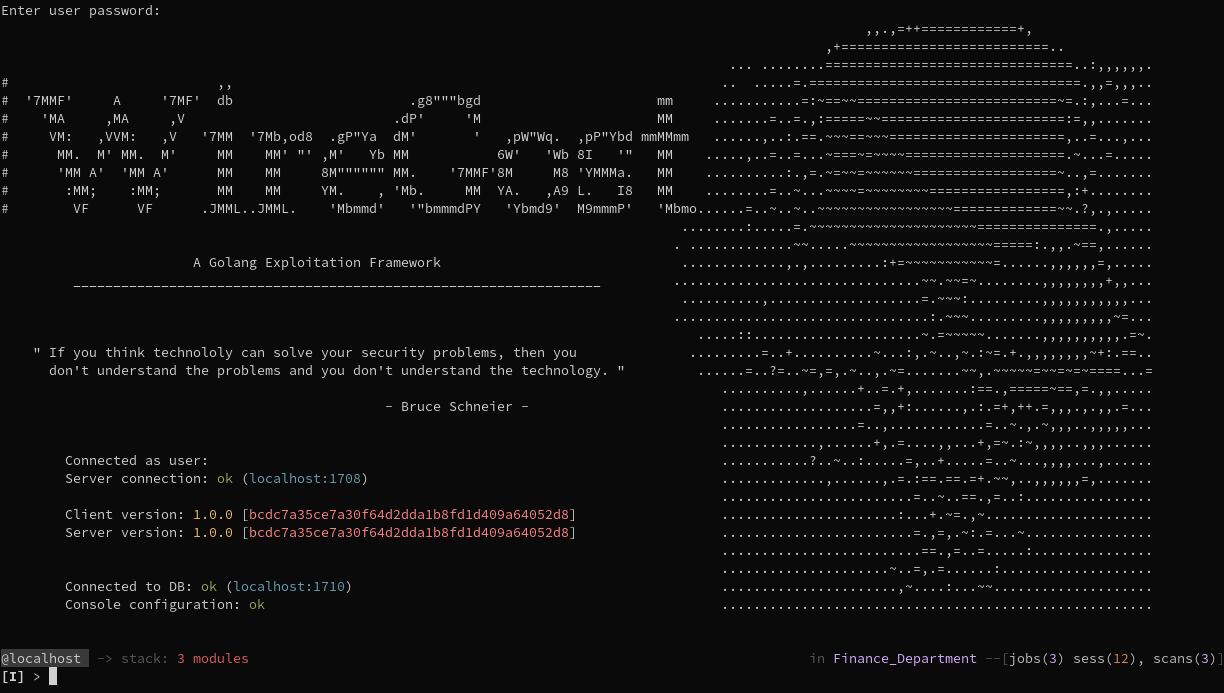 Enter user password:
A Golang Exploitation Framework
" If you think technololy can solve your security problems, then you
don't understand the problems and you don't understand the technology. "
- Bruce Schneier -
Connected as user:
Server connection: ok (localhost:1708)
Client version: 1.0.0 [bcdc7a35ce7a30f64d2dda1b8fd1d409a64052d8]
Server version: 1.0.0 [bcdc7a35ce7a30f64d2dda1b8fd1d409a64052d8]
Connected to DB: ok (localhost:1710)
Console configuration: ok
@localhost -> stack: 3 modules in Finance_Department --[jobs(3) sess(12), scans(3)]
[I] >